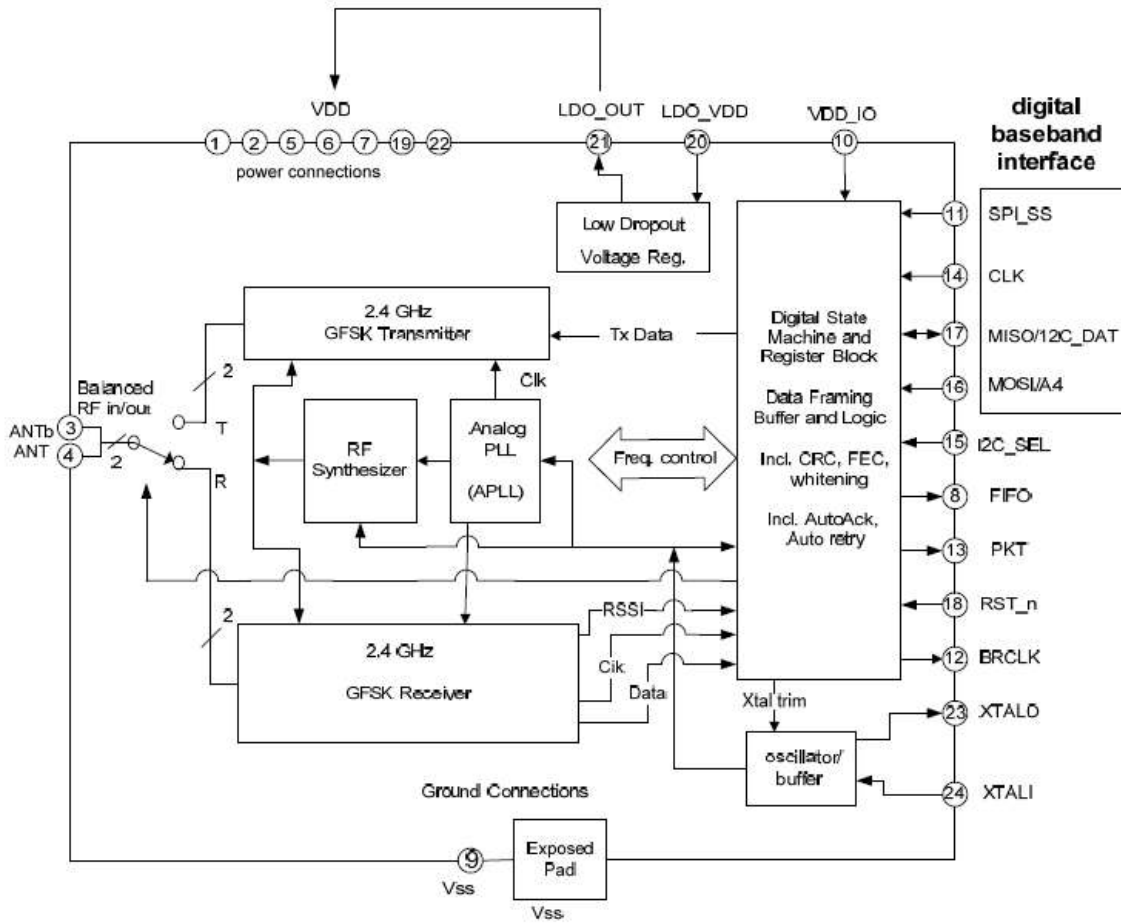 VDD
LDO_OUT
LDO_VDD
VDD_IO
digital
baseband
interface
1
2
5
6
7
19
22
21
20
10
power connections
Low Dropout
Voltage Reg.
11
SPI_SS
14
CLK
17
MISO/12C_DAT
16
MOSI/A4
15
I2C_SEL
8
FIFO
13
PKT
18
RST_n
12
BRCLK
23
XTALO
24
XTALI
2.4 GHz
GFSK Transmitter
Tx Data
Digital State
Machine and
Register Block
Data Framing
Buffer and Logic
Incl. CRC, FEC,
whitening
Incl. AutoAck,
Auto retry
2
Clk
Balanced
RF in/out
ANTb
3
ANT
4
2
T
R
RF
Synthesizer
Analog
PLL
(APLL)
Freq. control
2
2.4 GHz
GFSK Receiver
RSSI
Clk
Data
Xtal trim
oscillator/
buffer
Ground Connections
9
Vss
Exposed
Pad
Vss